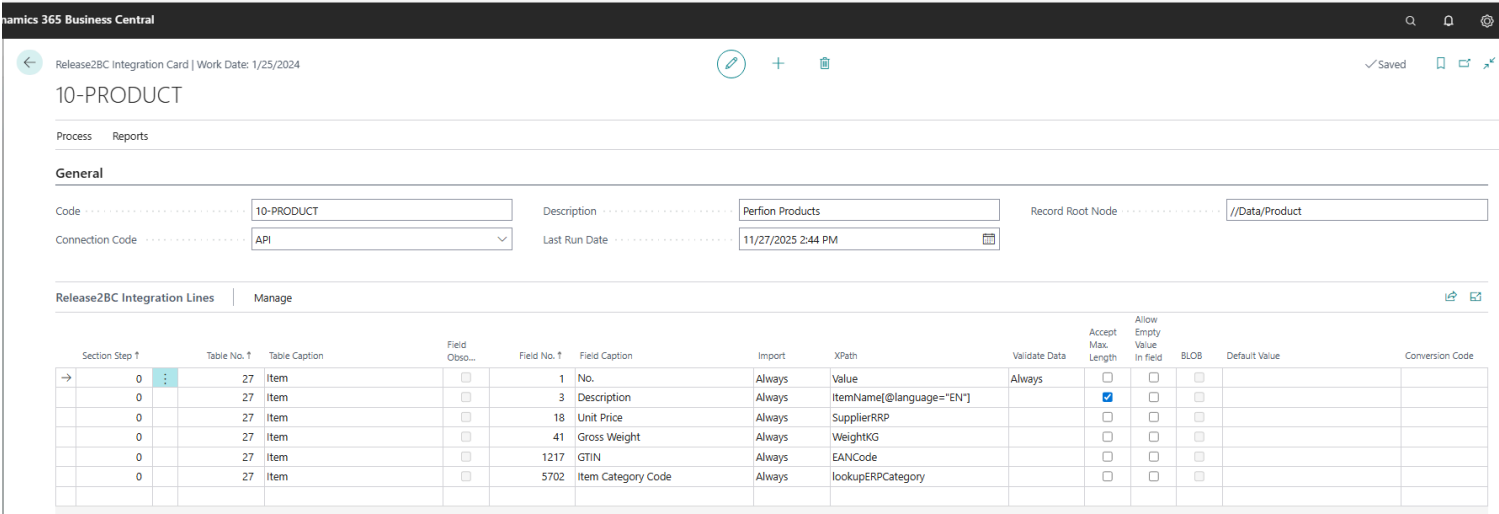 namics 365 Business Central
Release2BC Integration Card | Work Date: 1/25/2024
Saved
10-PRODUCT
Process Reports
General
Code 10-PRODUCT Description Perfion Products Record Root Node //Data/Product
Connection Code API Last Run Date 11/27/2025 2:44 PM
Release2BC Integration Lines Manage
Section Step ↑ Table No. ↑ Table Caption Field Obso... Field No. ↑ Field Caption Import XPath Validate Data Accept Max. Length Allow Empty Value In field BLOB Default Value Conversion Code
0 27 Item 1 No. Always Value Always
0 27 Item 3 Description Always ItemName[@language="EN"]
0 27 Item 18 Unit Price Always SupplierRRP
0 27 Item 41 Gross Weight Always WeightKG
0 27 Item 1217 GTIN Always EANCode
0 27 Item 5702 Item Category Code Always lookupERPCategory